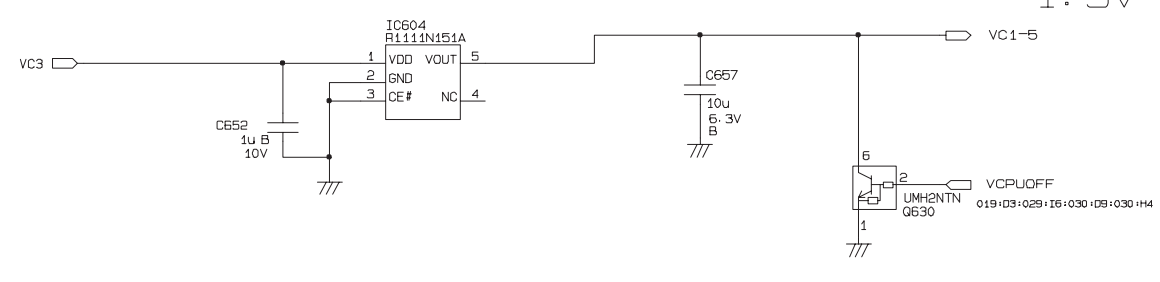 IC604
R1111N151A
VC3
1 VDD VOUT 5
2 GND
3 CE# NC 4
C652
1u B
10V
C657
10u
6.3V
B
VC1-5
6
2
1
UMH2NTN
Q630
VCPUOFF
019:D3:029:I6:030:D9:030:H4